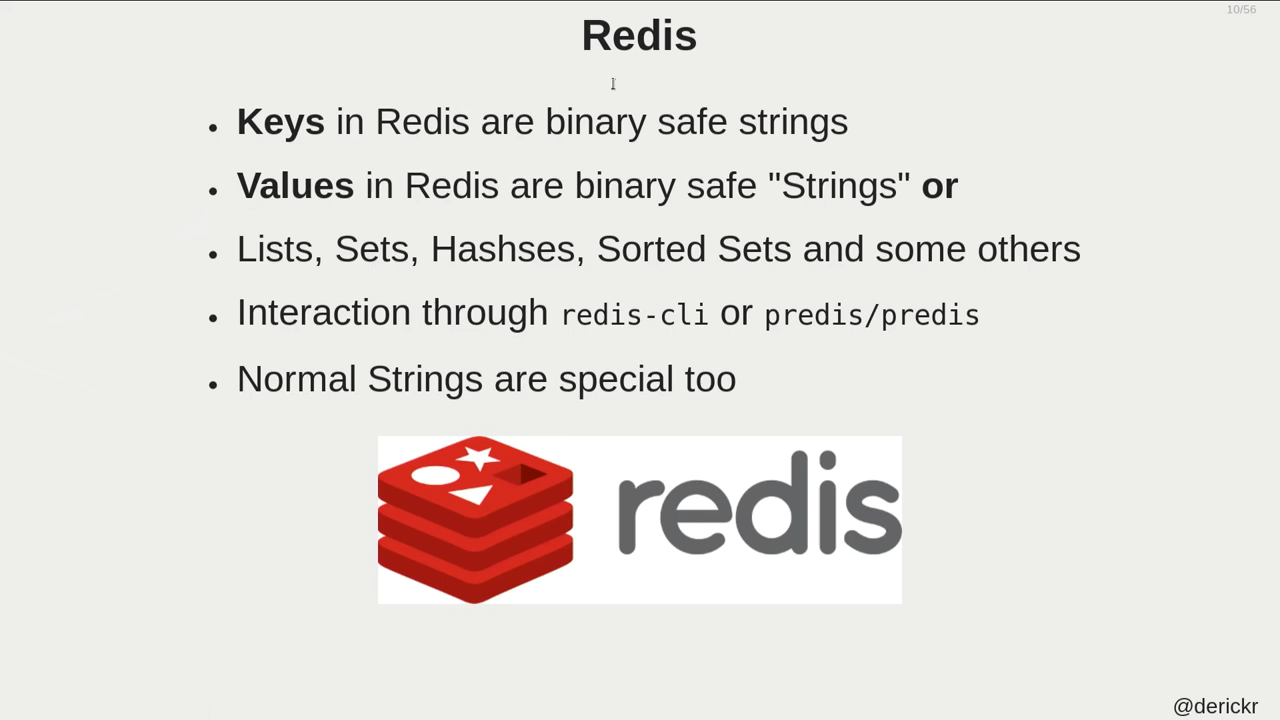 10/56
Redis
• Keys in Redis are binary safe strings
• Values in Redis are binary safe "Strings" or
• Lists, Sets, Hashses, Sorted Sets and some others
• Interaction through redis-cli or predis/predis
• Normal Strings are special too
redis
@derickr